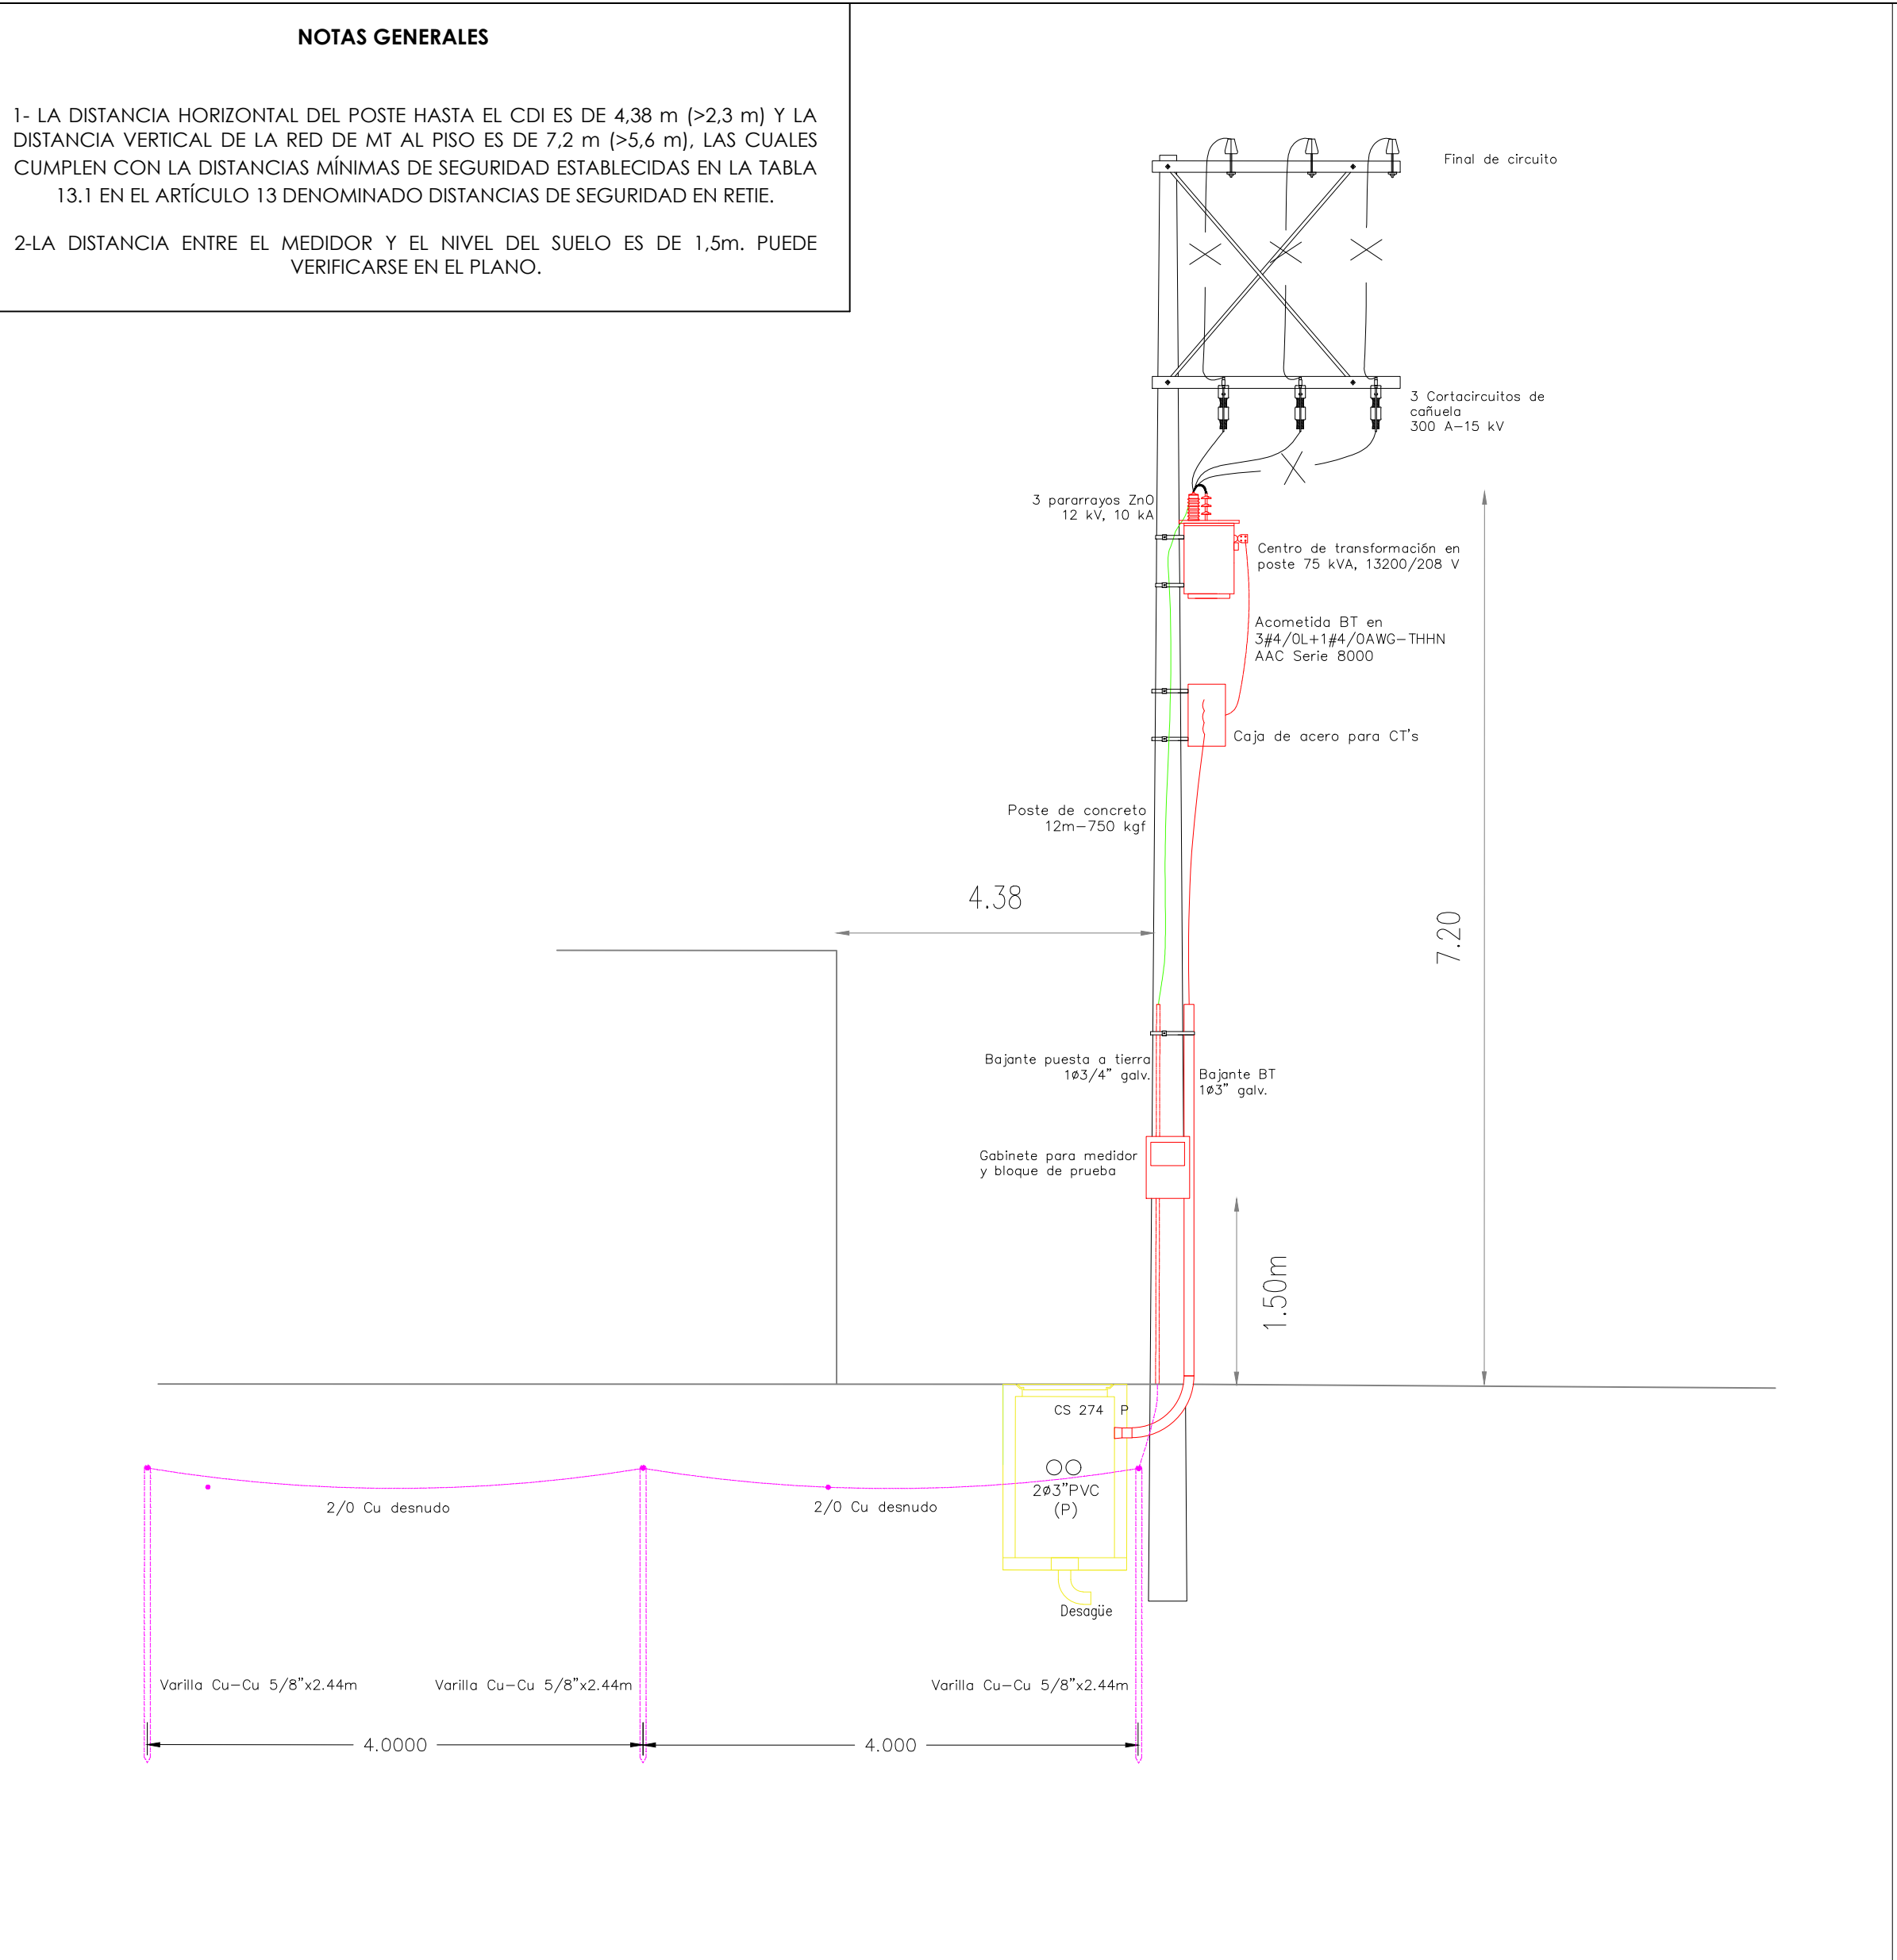 NOTAS GENERALES
1- LA DISTANCIA HORIZONTAL DEL POSTE HASTA EL CDI ES DE 4,38 m (>2,3 m) Y LA
DISTANCIA VERTICAL DE LA RED DE MT AL PISO ES DE 7,2 m (>5,6 m), LAS CUALES
CUMPLEN CON LA DISTANCIAS MÍNIMAS DE SEGURIDAD ESTABLECIDAS EN LA TABLA
13.1 EN EL ARTÍCULO 13 DENOMINADO DISTANCIAS DE SEGURIDAD EN RETIE.
2-LA DISTANCIA ENTRE EL MEDIDOR Y EL NIVEL DEL SUELO ES DE 1,5m. PUEDE
VERIFICARSE EN EL PLANO.
Final de circuito
3 Cortacircuitos de
cañuela
300 A-15 kV
3 pararrayos ZnO
12 kV, 10 kA
Centro de transformación en
poste 75 kVA, 13200/208 V
Acometida BT en
3#4/0L+1#4/0AWG-THHN
AAC Serie 8000
Caja de acero para CT's
Poste de concreto
12m-750 kgf
4.38
7.20
Bajante puesta a tierra
1ø3/4" galv.
Bajante BT
1ø3" galv.
Gabinete para medidor
y bloque de prueba
1.50m
CS 274 P
2ø3"PVC
(P)
2/0 Cu desnudo
2/0 Cu desnudo
Desagüe
Varilla Cu-Cu 5/8"x2.44m
Varilla Cu-Cu 5/8"x2.44m
Varilla Cu-Cu 5/8"x2.44m
4.0000
4.000